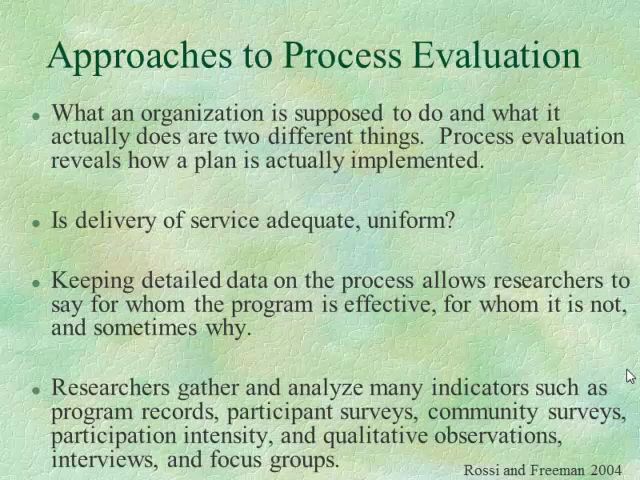 Approaches to Process Evaluation
What an organization is supposed to do and what it
actually does are two different things.  Process evaluation
reveals how a plan is actually implemented.
Is delivery of service adequate, uniform?
Keeping detailed data on the process allows researchers to
say for whom the program is effective, for whom it is not,
and sometimes why.
Researchers gather and analyze many indicators such as
program records, participant surveys, community surveys,
participation intensity, and qualitative observations,
interviews, and focus groups.
Rossi and Freeman 2004